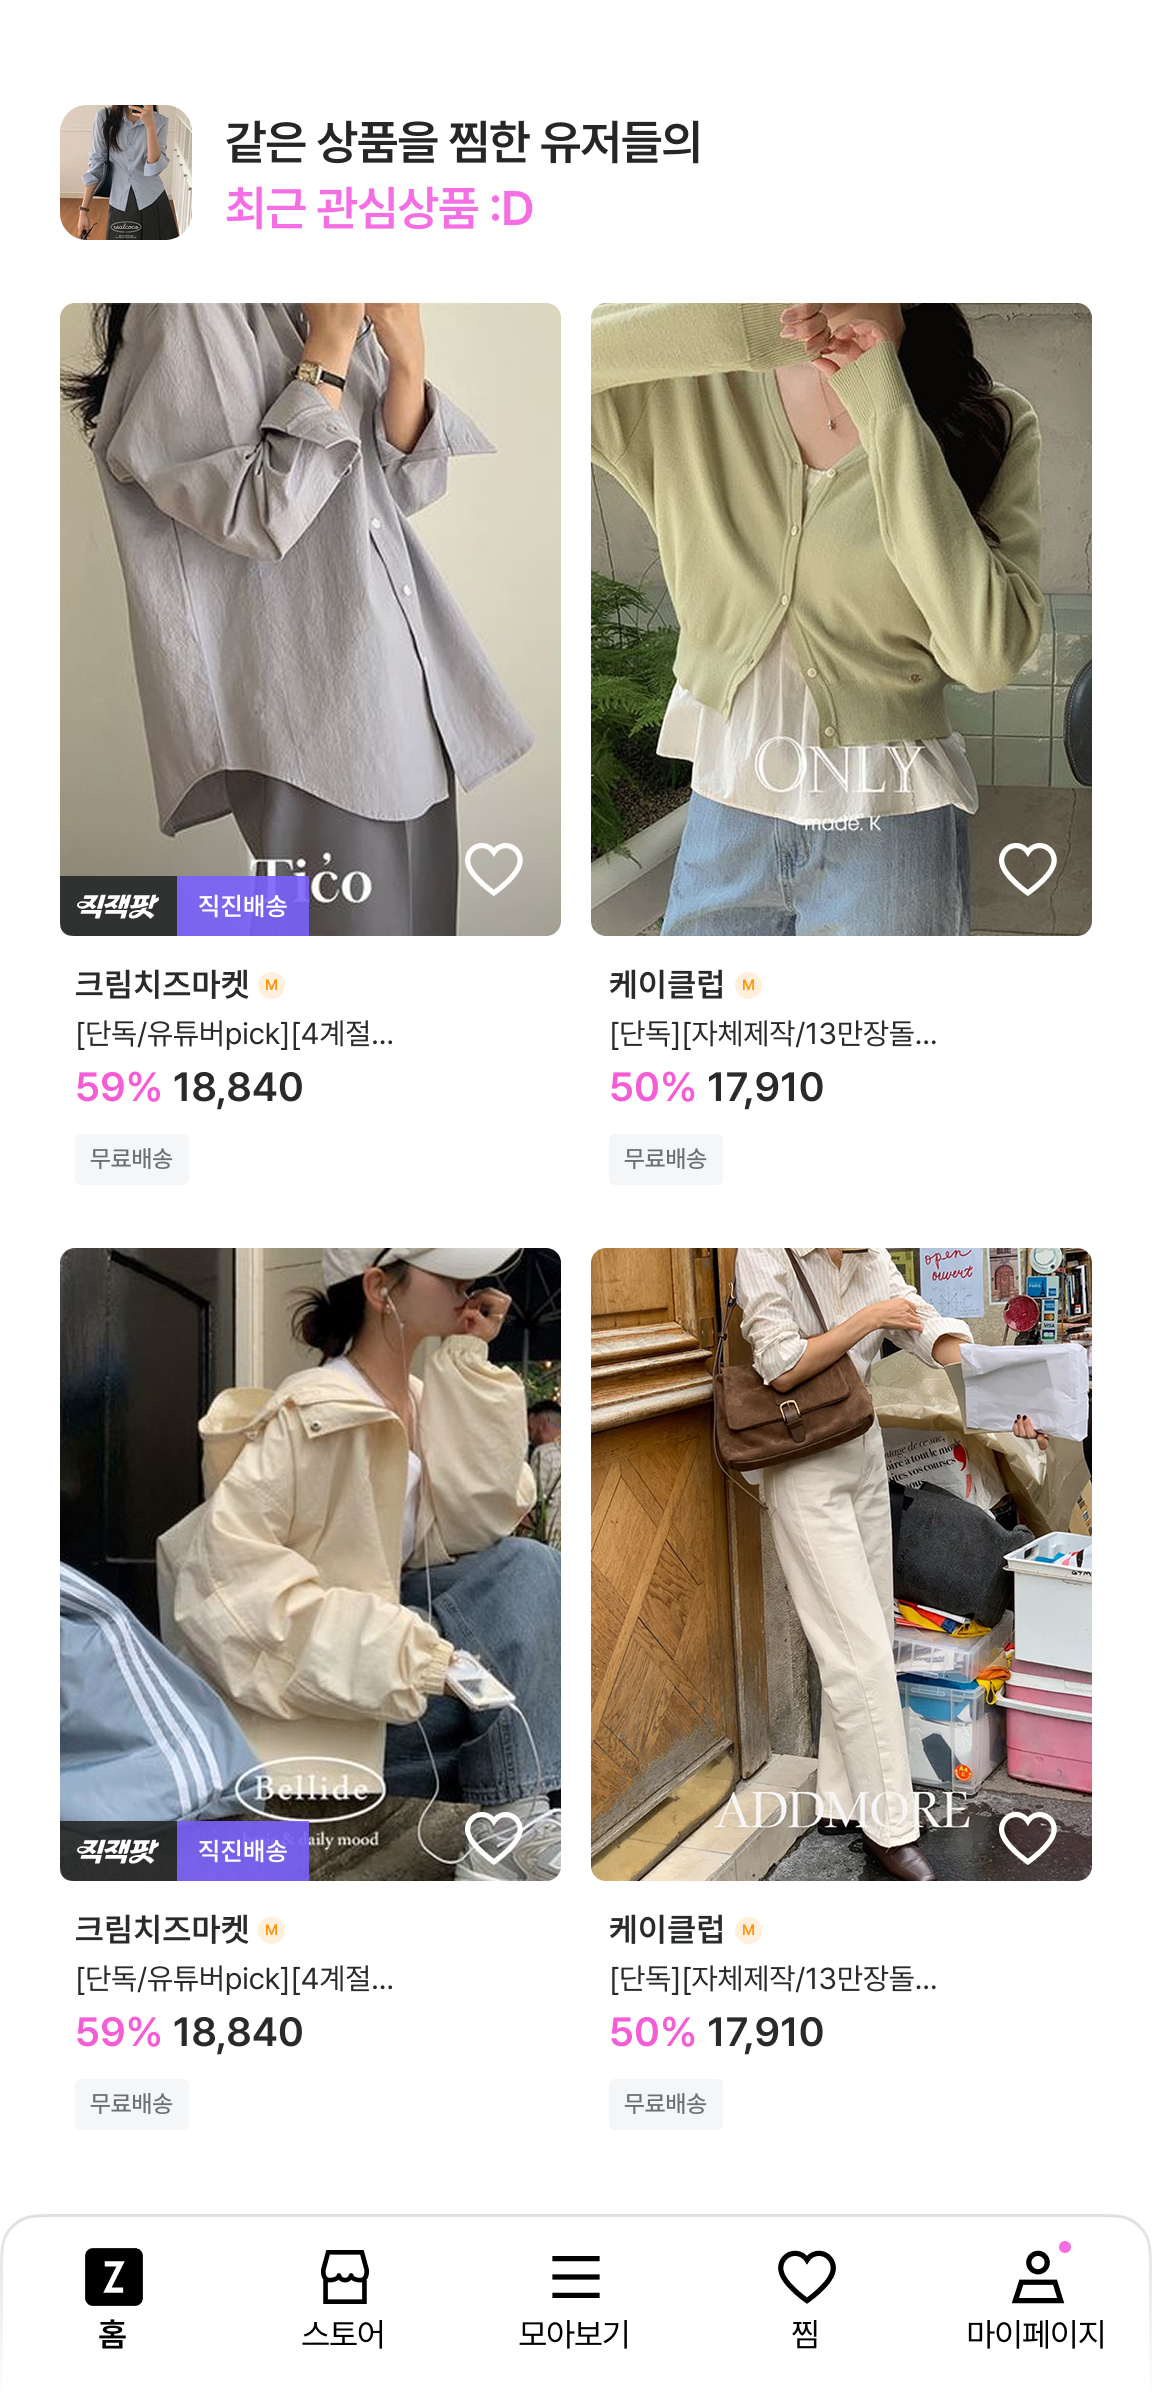 같은 상품을 찜한 유저들의
최근 관심상품 :D
realcoco
Tico
직잭팟 직진배송
ONLY
made. K
크림치즈마켓 M
[단독/유튜버pick][4계절...
59% 18,840
무료배송
케이클럽 M
[단독][자체제작/13만장돌...
50% 17,910
무료배송
Bellide
& daily mood
직잭팟 직진배송
open
ouvert
VISA
ADDMORE
크림치즈마켓 M
[단독/유튜버pick][4계절...
59% 18,840
무료배송
케이클럽 M
[단독][자체제작/13만장돌...
50% 17,910
무료배송
Z
홈
스토어
모아보기
찜
마이페이지